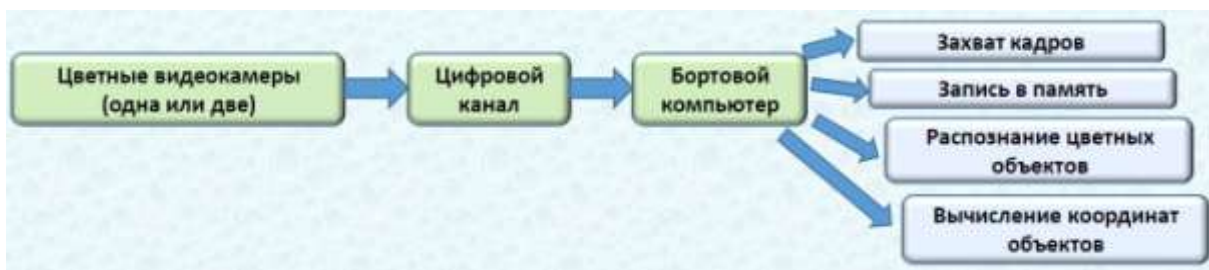 Цветные видеокамеры
(одна или две)
Цифровой
канал
Бортовой
компьютер
Захват кадров
Запись в память
Распознание цветных
объектов
Вычисление координат
объектов